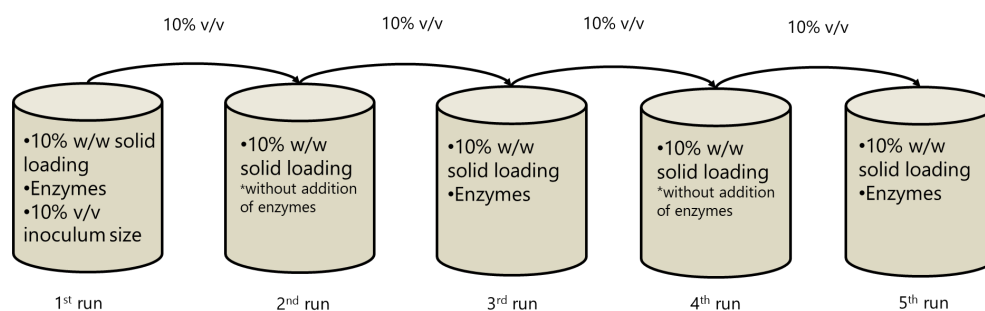 10% v/v
10% v/v
10% v/v
10% v/v
•10% w/w solid
loading
•Enzymes
•10% v/v
inoculum size
•10% w/w
solid loading
*without addition
of enzymes
•10% w/w
solid loading
•Enzymes
•10% w/w
solid loading
*without addition
of enzymes
•10% w/w
solid loading
•Enzymes
1st run
2nd run
3rd run
4th run
5th run